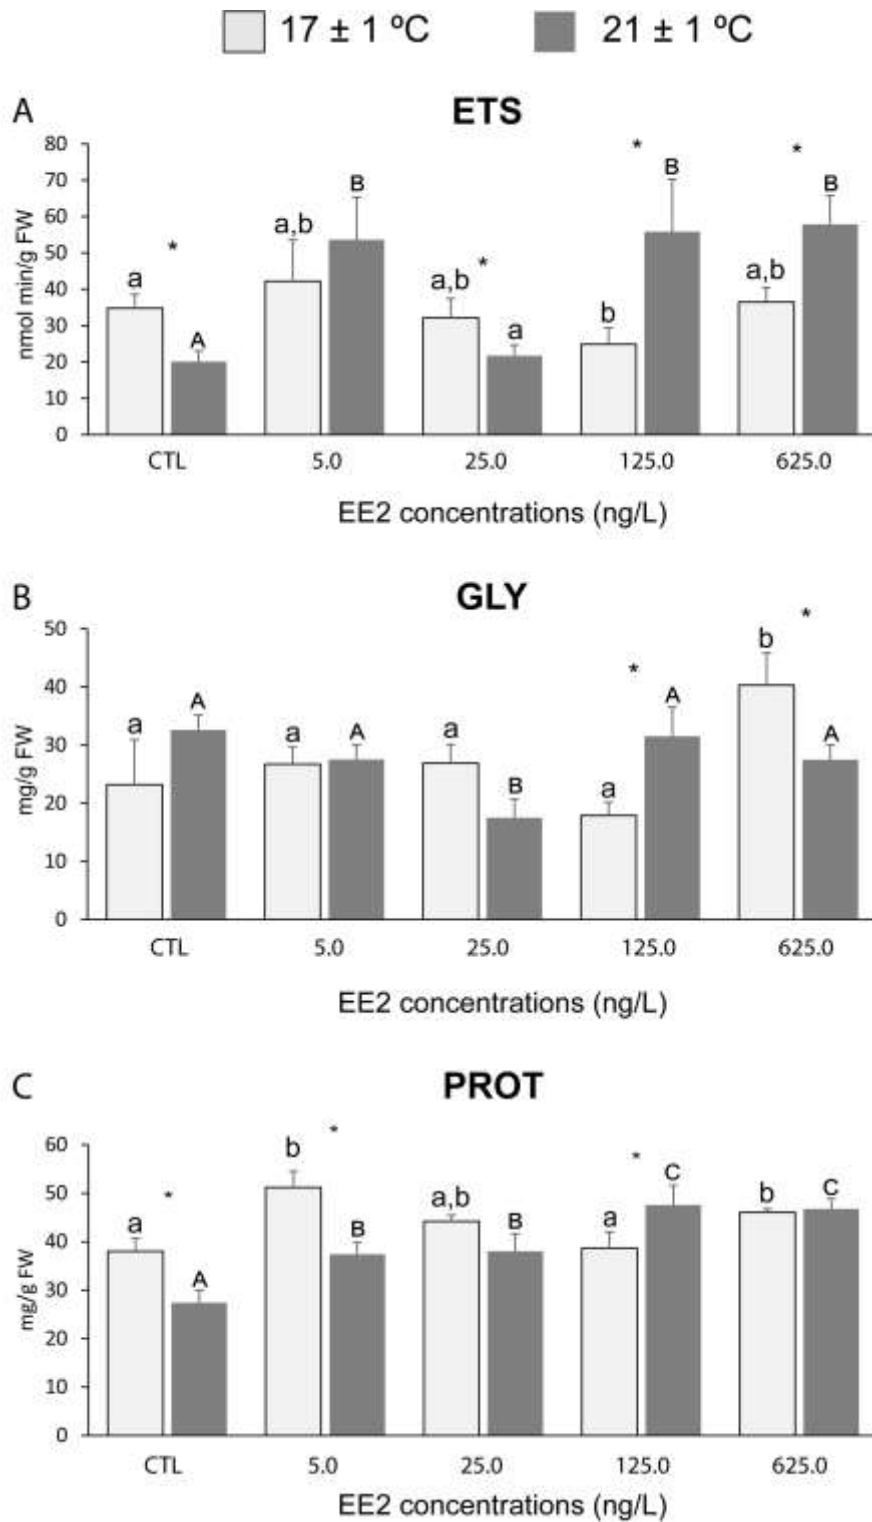 17 ± 1 ºC 21 ± 1 ºC
A ETS
80
70
60
50
40
30
20
10
0
nmol min/g FW
a A * a,b B a,b a * b B * a,b B *
CTL 5.0 25.0 125.0 625.0
EE2 concentrations (ng/L)
B GLY
50
40
30
20
10
0
mg/g FW
a A a A a B a A * b A *
CTL 5.0 25.0 125.0 625.0
EE2 concentrations (ng/L)
C PROT
60
50
40
30
20
10
0
mg/g FW
a A * b B * a,b B a C * b C
CTL 5.0 25.0 125.0 625.0
EE2 concentrations (ng/L)